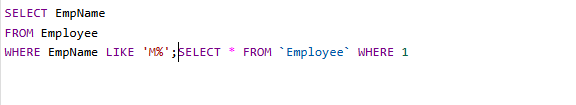 SELECT EmpName
FROM Employee
WHERE EmpName LIKE 'M%';SELECT * FROM `Employee` WHERE 1